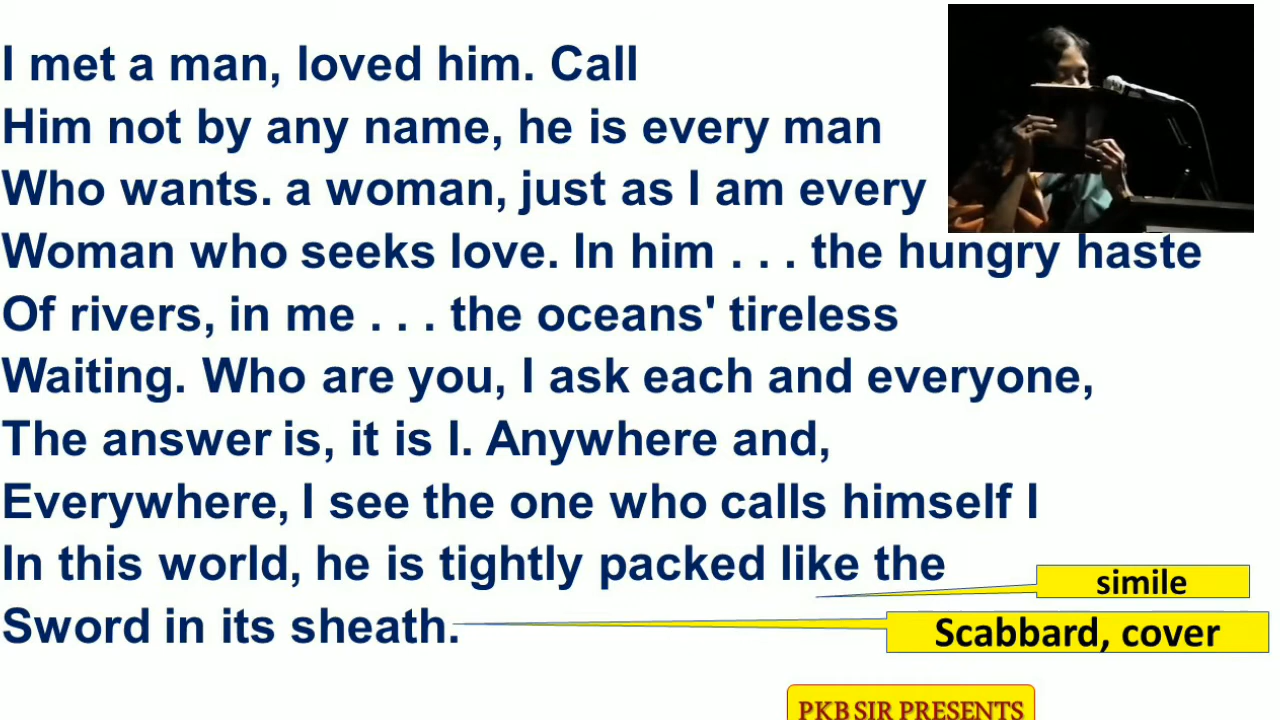 I met a man, loved him. Call
Him not by any name, he is every man
Who wants. a woman, just as I am every
Woman who seeks love. In him . . . the hungry haste
Of rivers, in me . . . the oceans' tireless
Waiting. Who are you, I ask each and everyone,
The answer is, it is I. Anywhere and,
Everywhere, I see the one who calls himself I
In this world, he is tightly packed like the
simile
Sword in its sheath.
Scabbard, cover
PKB SIR PRESENTS